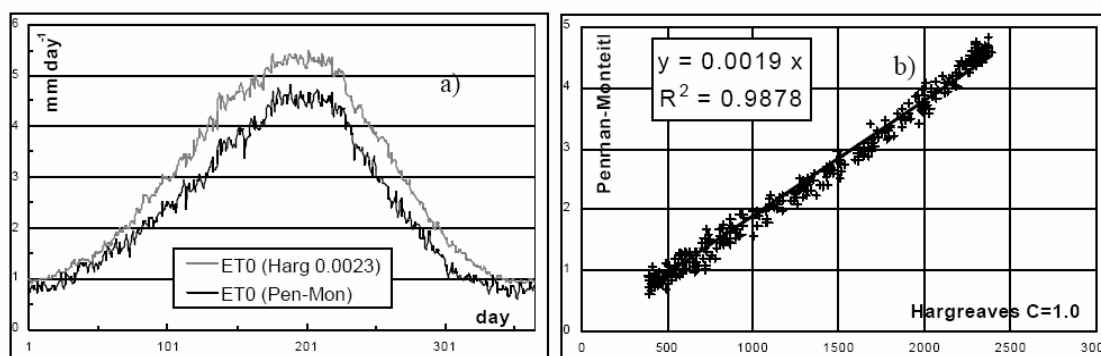 6
5
4
3
2
1
0
mm day-1
a)
ET0 (Harg 0.0023)
ET0 (Pen-Mon)
day
1
101
201
301
5
4
3
2
1
0
Penman-Monteitl
y = 0.0019 x
R² = 0.9878
b)
Hargreaves C=1.0
0
500
1000
1500
2000
2500
300